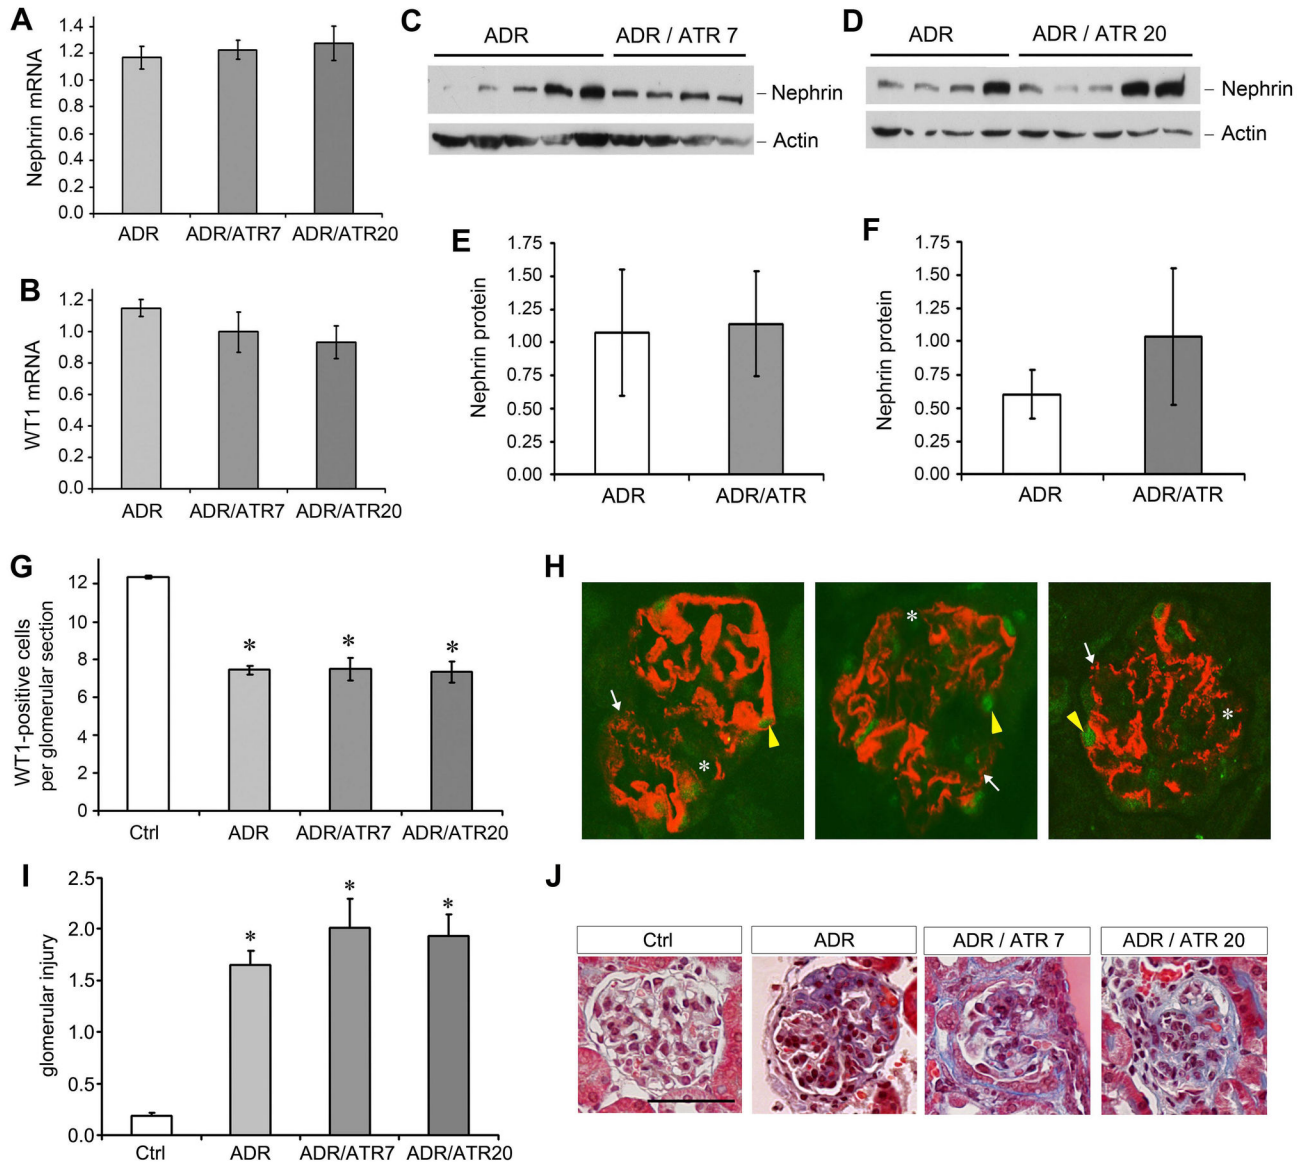 A
Nephrin mRNA
1.4
1.2
1.0
0.6
1.4
0.6
0.2
0.0
ADR
ADR/ATR7
ADR/ATR20
B
WT1 mRNA
1.2
1.0
0.8
0.6
0.4
0.2
0.0
ADR
ADR/ATR7
ADR/ATR20
C
ADR
ADR / ATR 7
– Nephrin
– Actin
D
ADR
ADR / ATR 20
– Nephrin
– Actin
E
Nephrin protein
1.75
1.50
1.25
1.00
0.75
0.50
0.25
0.00
ADR
ADR/ATR
F
Nephrin protein
1.75
1.50
1.25
1.00
0.75
0.50
0.25
0.00
ADR
ADR/ATR
G
WT1-positive cells
per glomerular section
12
10
8
6
4
2
0
* * *
Ctrl
ADR
ADR/ATR7
ADR/ATR20
H
* * *
I
glomerular injury
2.5
2.0
1.5
1.0
0.5
0.0
* * *
Ctrl
ADR
ADR/ATR7
ADR/ATR20
J
Ctrl
ADR
ADR / ATR 7
ADR / ATR 20